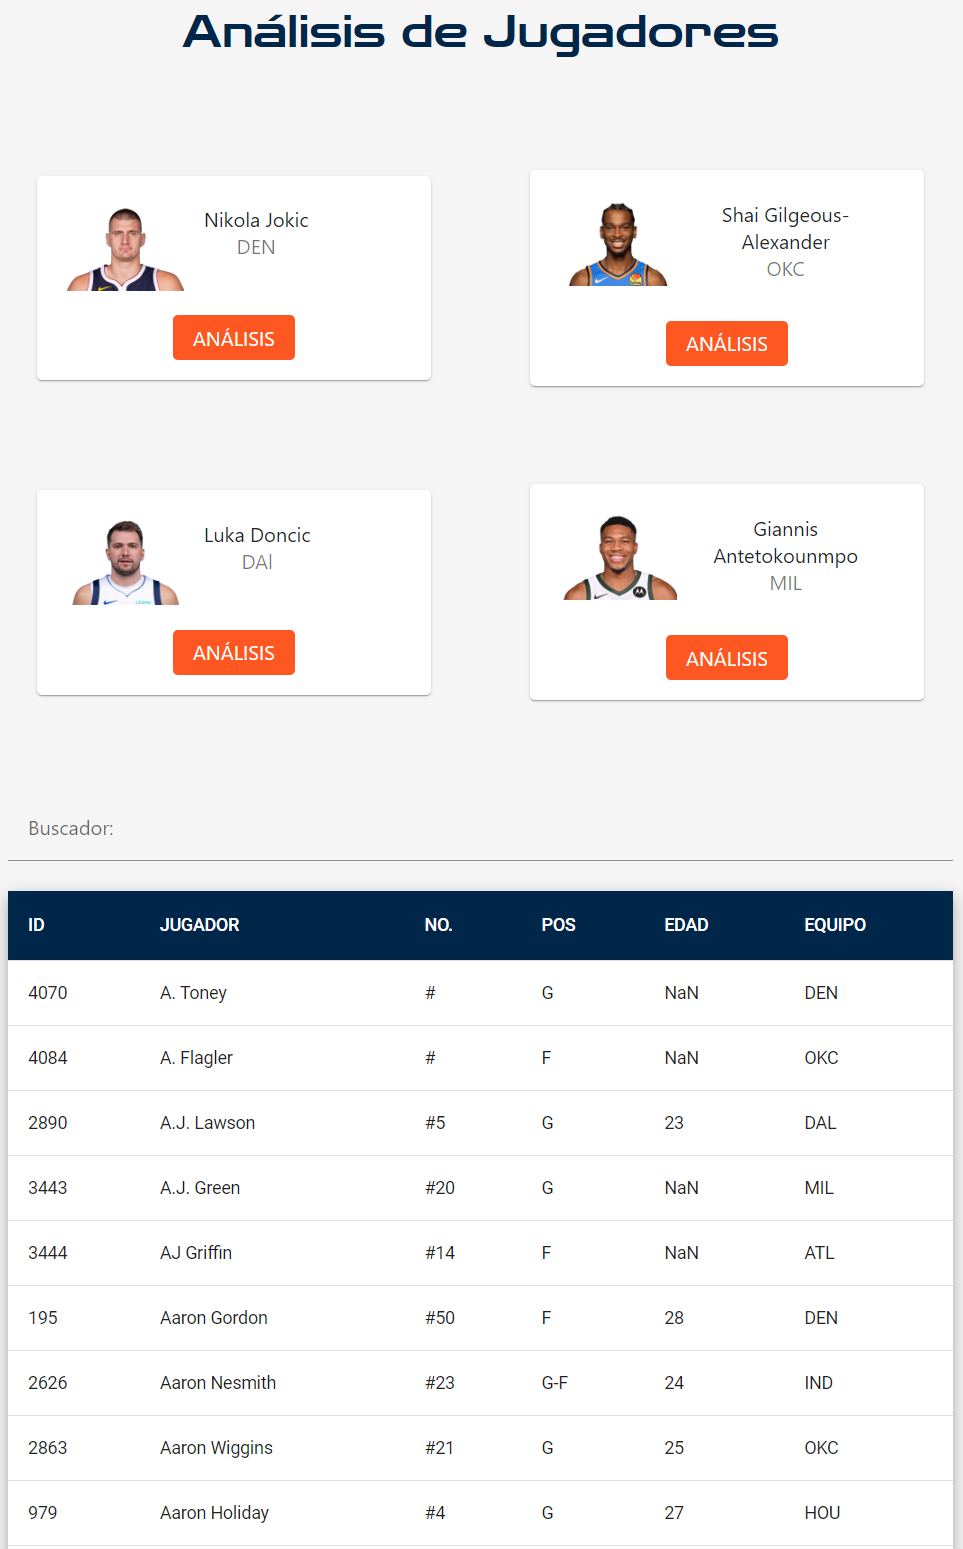 Análisis de Jugadores
Nikola Jokic
DEN
ANÁLISIS
Shai Gilgeous-
Alexander
OKC
ANÁLISIS
Luka Doncic
DAl
ANÁLISIS
Giannis
Antetokounmpo
MIL
ANÁLISIS
Buscador:
ID JUGADOR NO. POS EDAD EQUIPO
4070 A. Toney # G NaN DEN
4084 A. Flagler # F NaN OKC
2890 A.J. Lawson #5 G 23 DAL
3443 A.J. Green #20 G NaN MIL
3444 AJ Griffin #14 F NaN ATL
195 Aaron Gordon #50 F 28 DEN
2626 Aaron Nesmith #23 G-F 24 IND
2863 Aaron Wiggins #21 G 25 OKC
979 Aaron Holiday #4 G 27 HOU